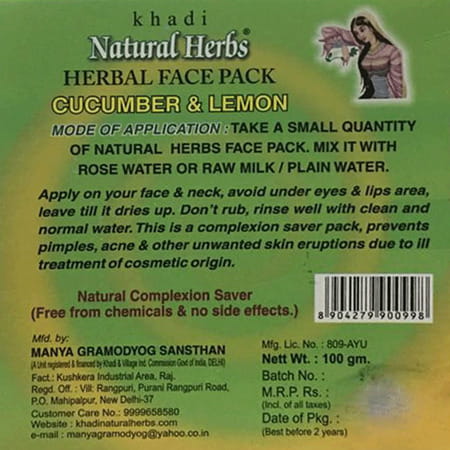 khadi
Natural Herbs®
HERBAL FACE PACK
CUCUMBER & LEMON
MODE OF APPLICATION : TAKE A SMALL QUANTITY
OF NATURAL HERBS FACE PACK. MIX IT WITH
ROSE WATER OR RAW MILK / PLAIN WATER.
Apply on your face & neck, avoid under eyes & lips area,
leave till it dries up. Don't rub, rinse well with clean and
normal water. This is a complexion saver pack, prevents
pimples, acne & other unwanted skin eruptions due to ill
treatment of cosmetic origin.
Natural Complexion Saver
(Free from chemicals & no side effects.)
8904279900998
Mfd. by:
MANYA GRAMODYOG SANSTHAN
(A Unit registered & financed by Khadi & Village Ind. Commission Govt of India, DELHI)
Fact.: Kushkera Industrial Area, Raj.
Regd. Off. : Vill: Rangpuri, Purani Rangpuri Road,
P.O. Mahipalpur, New Delhi-37
Customer Care No.: 9999658580
Website : khadinaturalherbs.com
e-mail : manyagramodyog@yahoo.co.in
Mfg. Lic. No. : 809-AYU
Nett Wt. : 100 gm.
Batch No. :
M.R.P. Rs. :
(Incl. of all taxes)
Date of Pkg. :
(Best before 2 years)